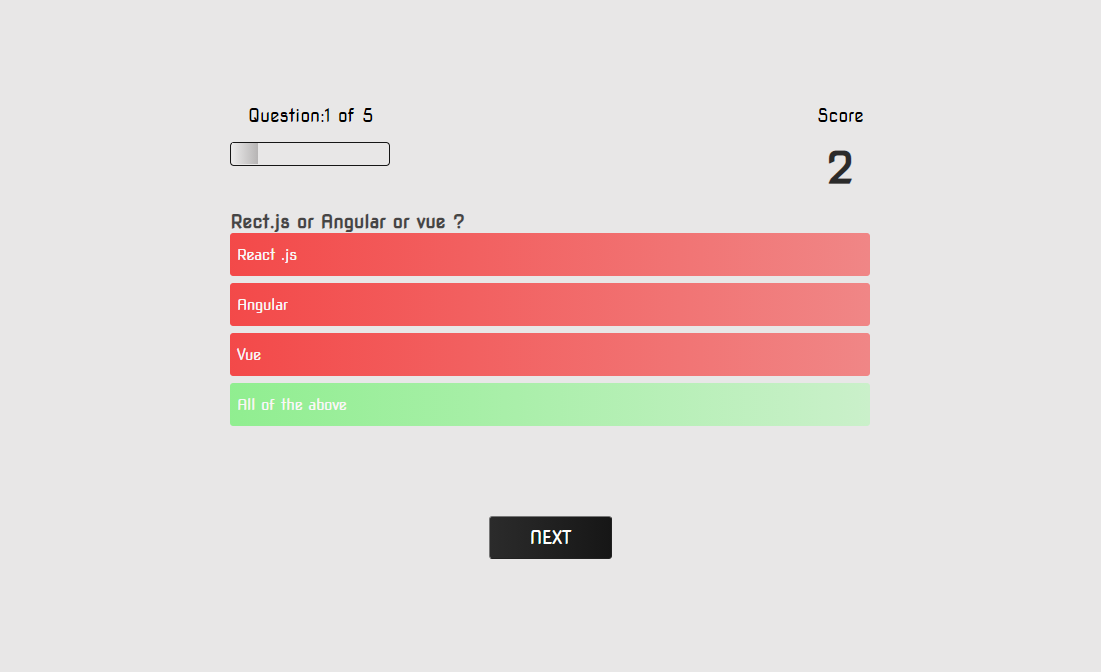 Question:1 of 5
Score
2
Rect.js or Angular or vue ?
React .js
Angular
Vue
All of the above
NEXT